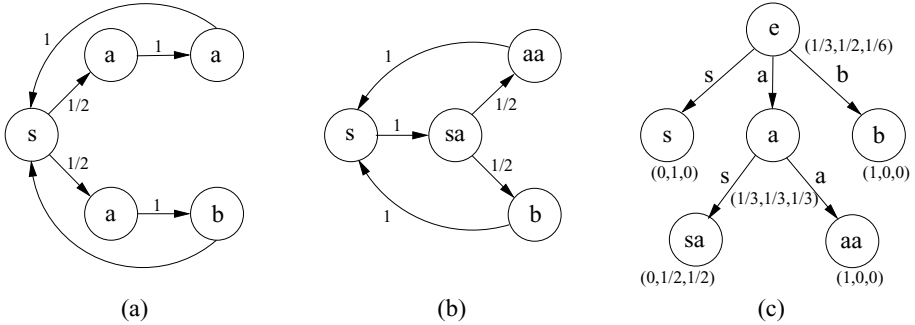 1
a
1
a
1/2
s
1/2
a
1
b
(a)
1
aa
1/2
s
1
sa
1/2
1
b
(b)
e
(1/3,1/2,1/6)
s
a
b
s
a
b
(0,1,0)
(1,0,0)
s
a
(1/3,1/3,1/3)
sa
aa
(0,1/2,1/2)
(1,0,0)
(c)